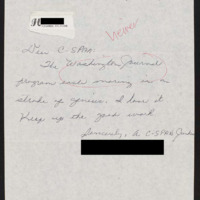 Viewer
Dear C-SPAN.
The Washington Journal
program each morning is a
stroke of genius. I love it
Keep up the good work
Sincerely, A C-SPAN Junkie